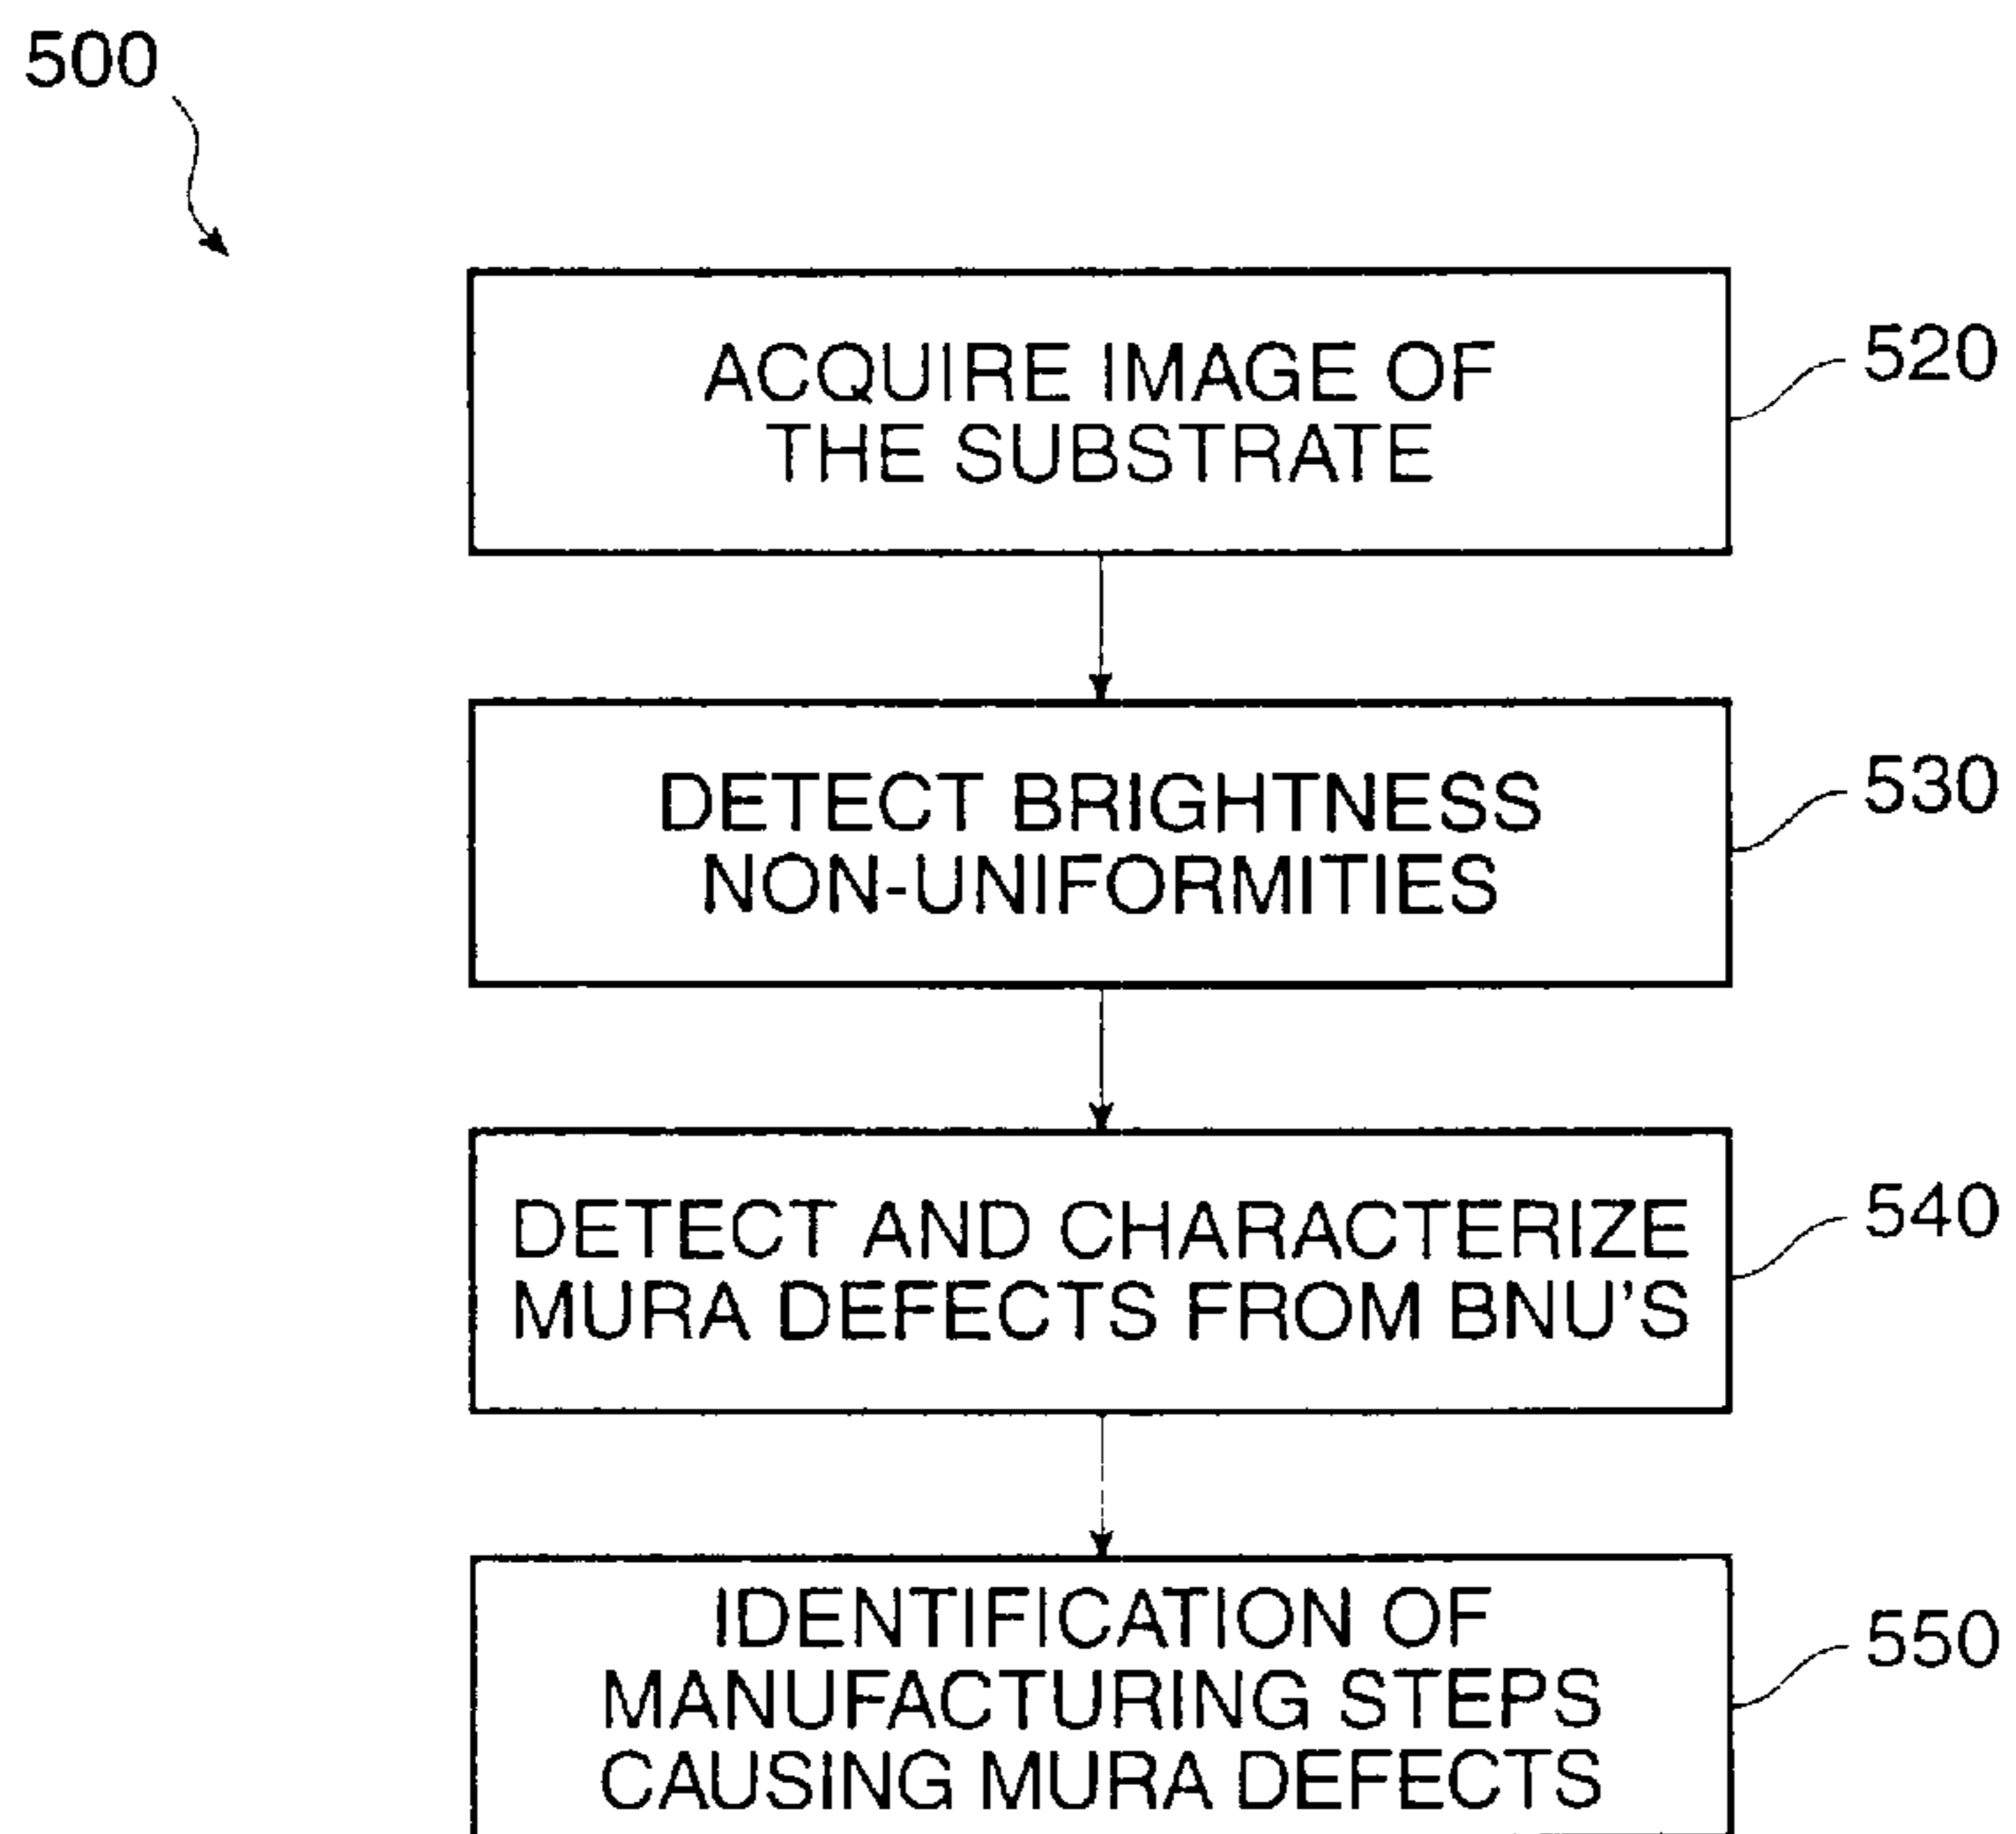 500
ACQUIRE IMAGE OF
THE SUBSTRATE
520
DETECT BRIGHTNESS
NON-UNIFORMITIES
530
DETECT AND CHARACTERIZE
MURA DEFECTS FROM BNU'S
540
IDENTIFICATION OF
MANUFACTURING STEPS
CAUSING MURA DEFECTS
550